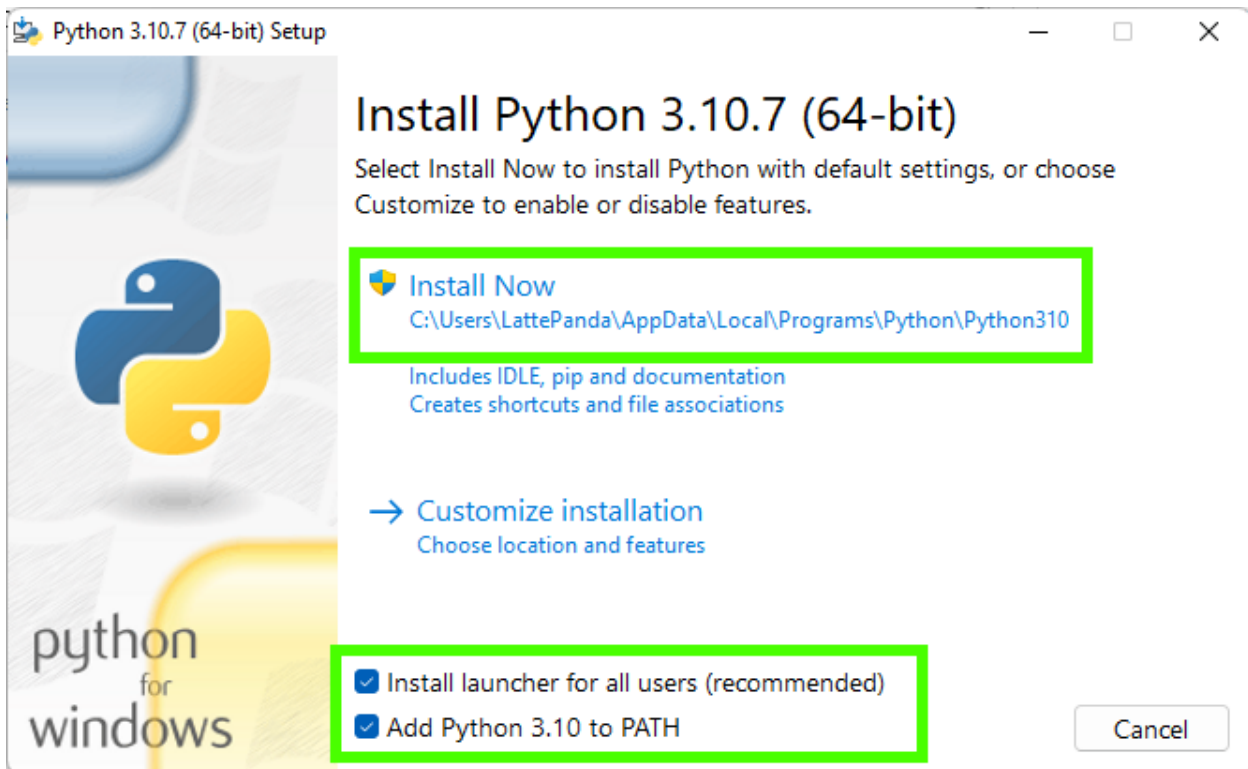 Python 3.10.7 (64-bit) Setup
Install Python 3.10.7 (64-bit)
Select Install Now to install Python with default settings, or choose
Customize to enable or disable features.
Install Now
C:\Users\LattePanda\AppData\Local\Programs\Python\Python310
Includes IDLE, pip and documentation
Creates shortcuts and file associations
Customize installation
Choose location and features
python
for
windows
Install launcher for all users (recommended)
Add Python 3.10 to PATH
Cancel